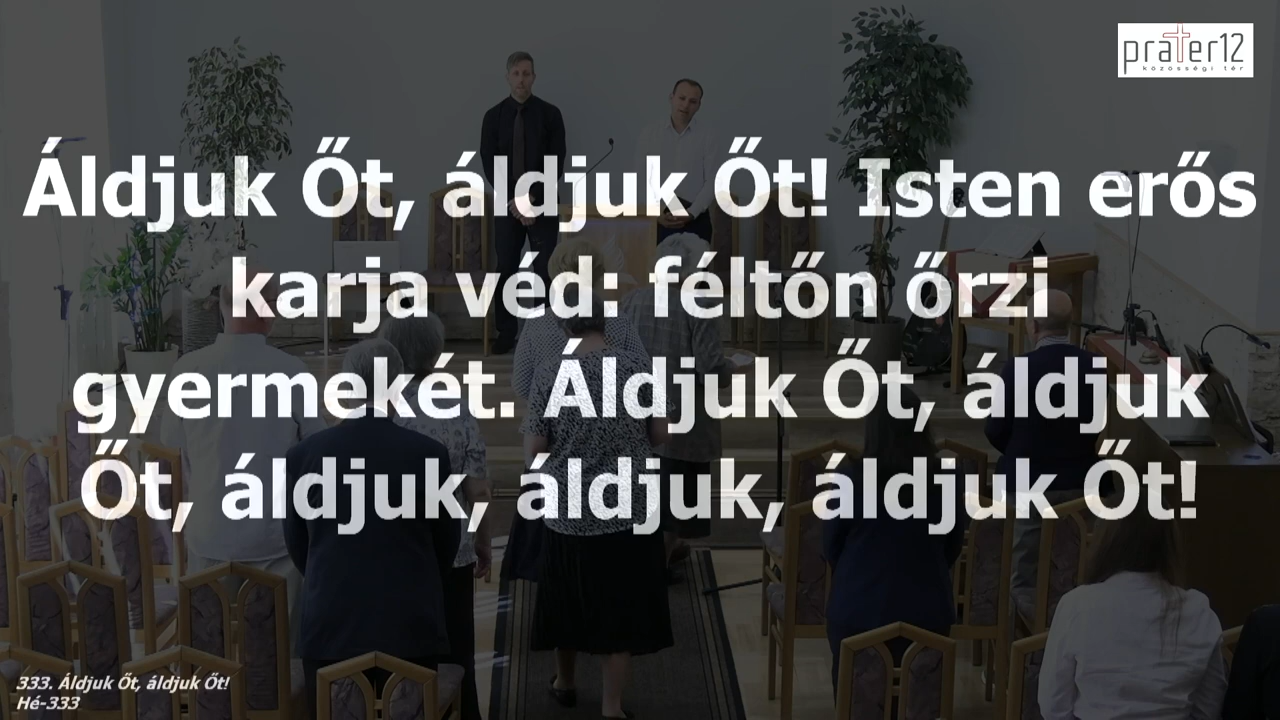 prater12
közösségi tér
Áldjuk Őt, áldjuk Őt! Isten erős
karja véd: féltőn őrzi
gyermekét. Áldjuk Őt, áldjuk
Őt, áldjuk, áldjuk, áldjuk Őt!
333. Áldjuk Őt, áldjuk Őt!
Hé-333